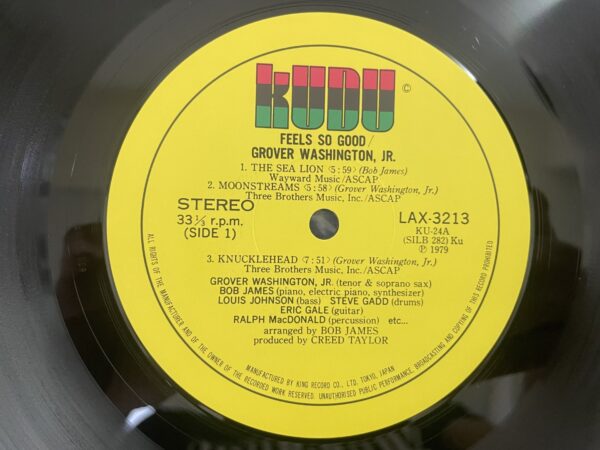 KUDU
©
FEELS SO GOOD/
GROVER WASHINGTON, JR.
1. THE SEA LION 〈5:59〉 (Bob James)
Wayward Music/ASCAP
2. MOONSTREAMS 〈5:58〉 (Grover Washington, Jr.)
Three Brothers Music, Inc./ASCAP
STEREO
33⅓ r.p.m.
(SIDE 1)
LAX-3213
KU-24A
(SILB 282) Ku
℗ 1979
3. KNUCKLEHEAD 〈7:51〉 (Grover Washington, Jr.)
Three Brothers Music, Inc./ASCAP
GROVER WASHINGTON, JR. (tenor & soprano sax)
BOB JAMES (piano, electric piano, synthesizer)
LOUIS JOHNSON (bass) STEVE GADD (drums)
ERIC GALE (guitar)
RALPH MacDONALD (percussion) etc...
arranged by BOB JAMES
produced by CREED TAYLOR
ALL RIGHTS OF THE MANUFACTURER AND OF THE OWNER OF THE RECORDED WORK RESERVED. UNAUTHORISED PUBLIC PERFORMANCE, BROADCASTING AND COPYING OF THIS RECORD PROHIBITED
MANUFACTURED BY KING RECORD CO., LTD. TOKYO, JAPAN